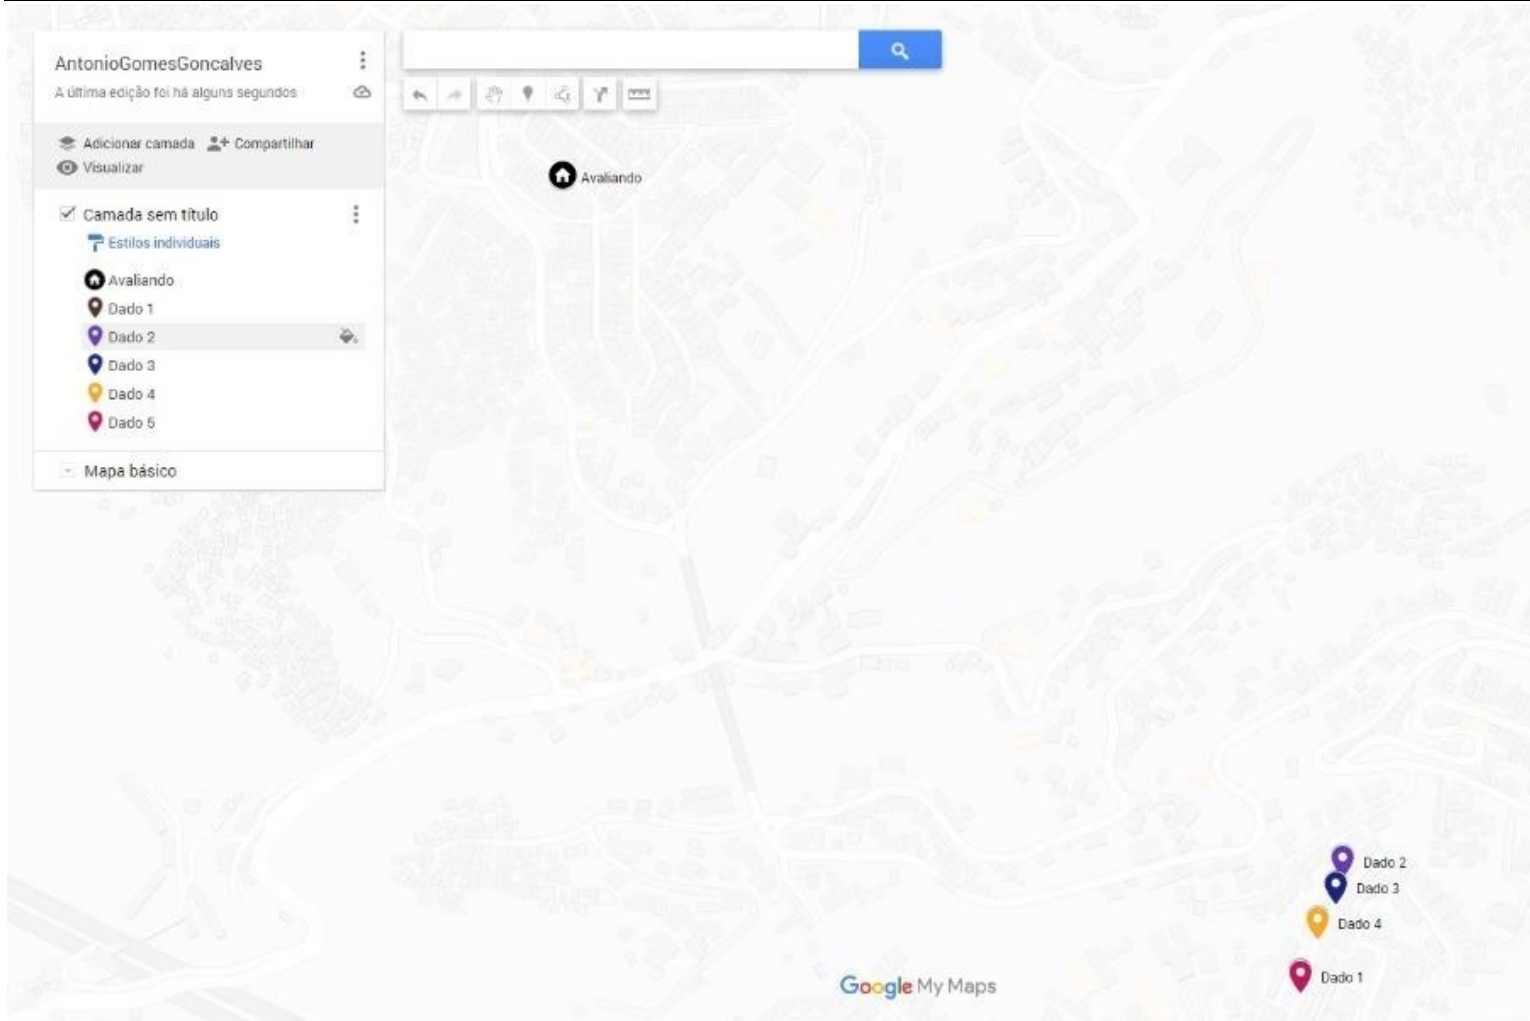 AntonioGomesGoncalves
A última edição foi há alguns segundos
Adicionar camada Compartilhar
Visualizar
Camada sem título
Estilos individuais
Avaliando
Dado 1
Dado 2
Dado 3
Dado 4
Dado 5
Mapa básico
Avaliando
Dado 2
Dado 3
Dado 4
Dado 1
Google My Maps